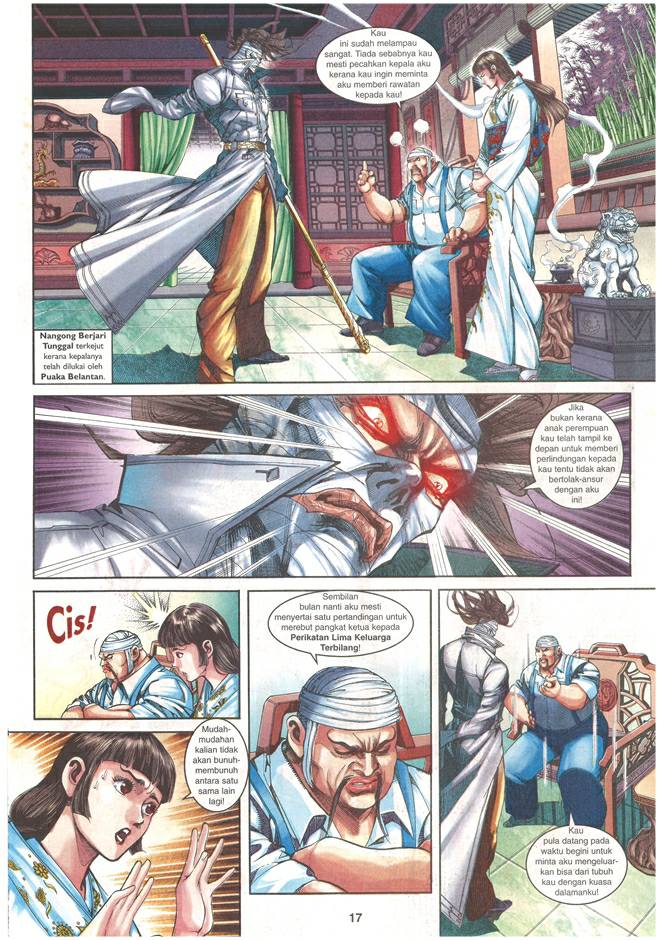 Kau
ini sudah melampau
sangat. Tiada sebabnya kau
mesti pecahkan kepala aku
kerana kau ingin meminta
aku memberi rawatan
kepada kau!
Nangong Berjari
Tunggal terkejut
kerana kepalanya
telah dilukai oleh
Puaka Belantan.
Jika
bukan kerana
anak perempuan
kau telah tampil ke
depan untuk memberi
perlindungan kepada
kau tentu tidak akan
bertolak-ansur
dengan aku
ini!
Cis!
Mudah-
mudahan
kalian tidak
akan bunuh-
membunuh
antara satu
sama lain
lagi!
Sembilan
bulan nanti aku mesti
menyertai satu pertandingan untuk
merebut pangkat ketua kepada
Perikatan Lima Keluarga
Terbilang!
Kau
pula datang pada
waktu begini untuk
minta aku mengeluar-
kan bisa dari tubuh
kau dengan kuasa
dalamanku!
17